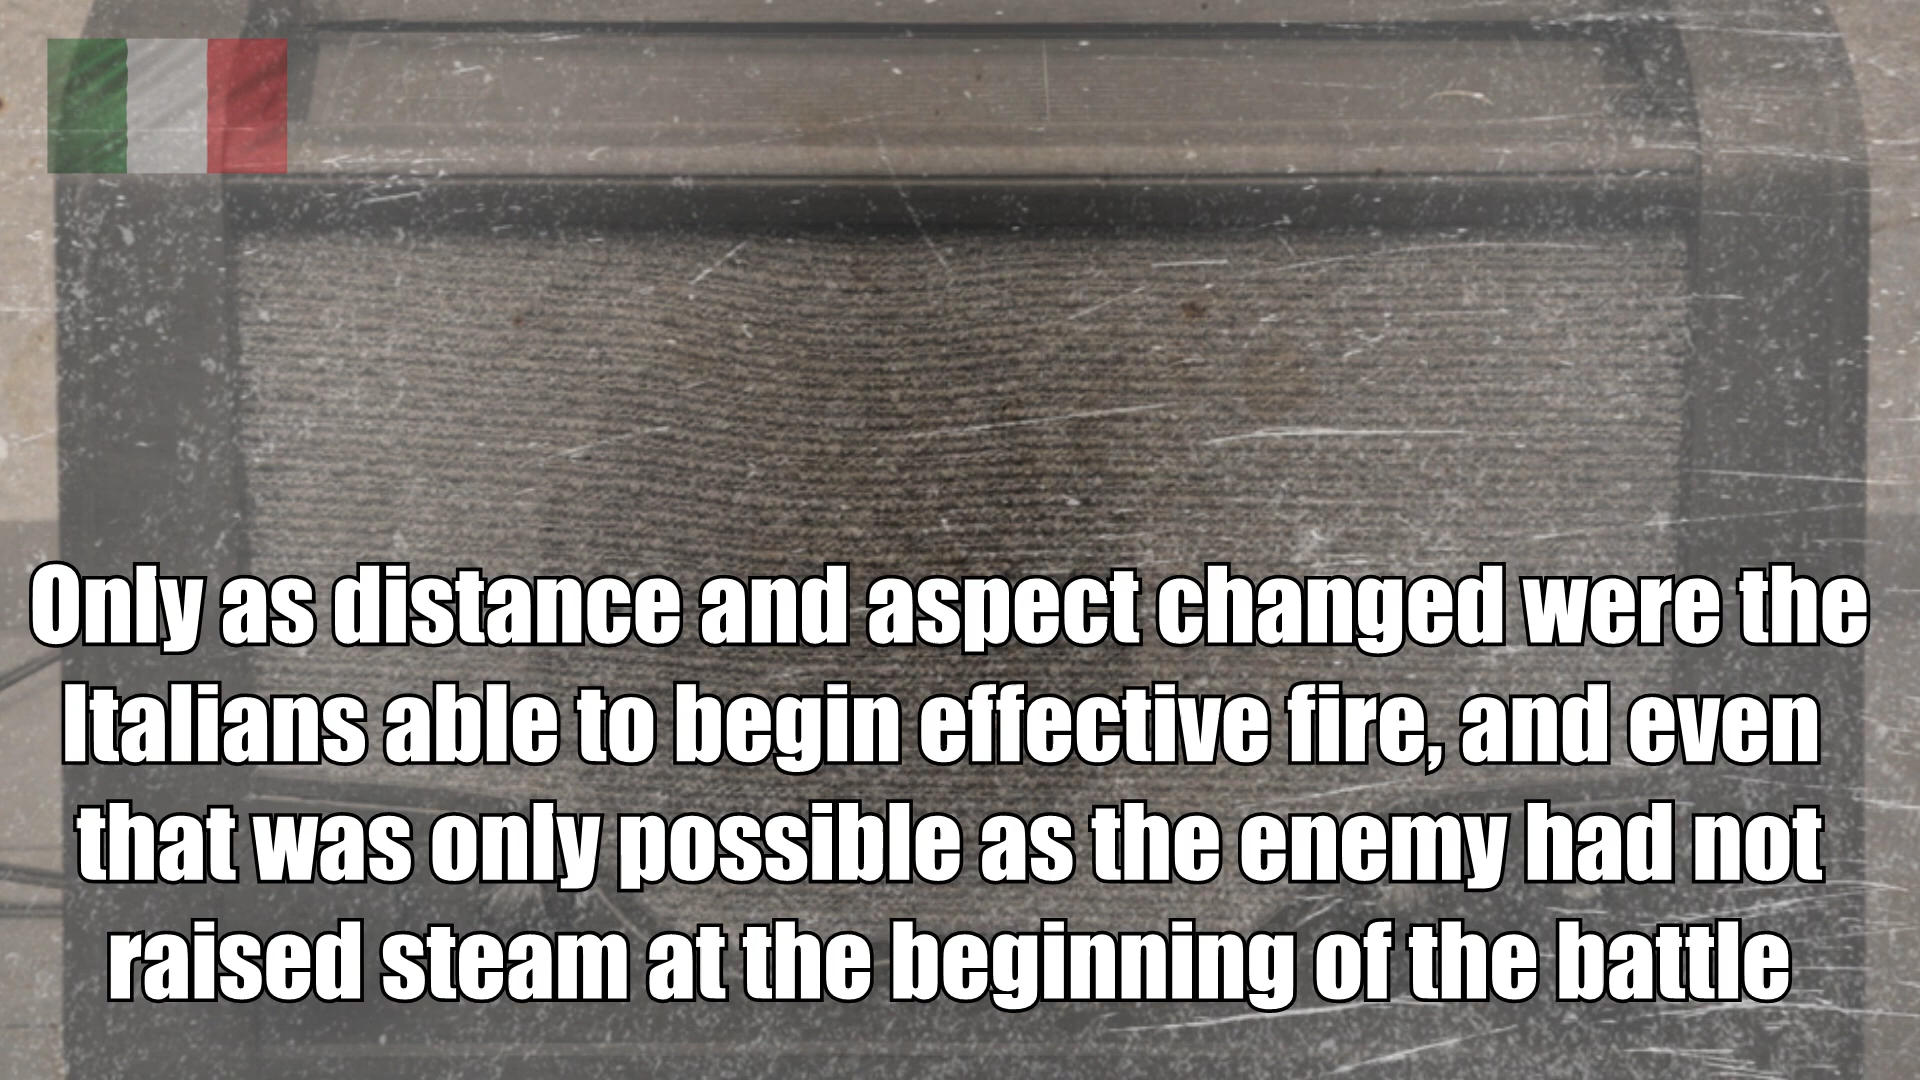 Only as distance and aspect changed were the
Italians able to begin effective fire, and even
that was only possible as the enemy had not
raised steam at the beginning of the battle